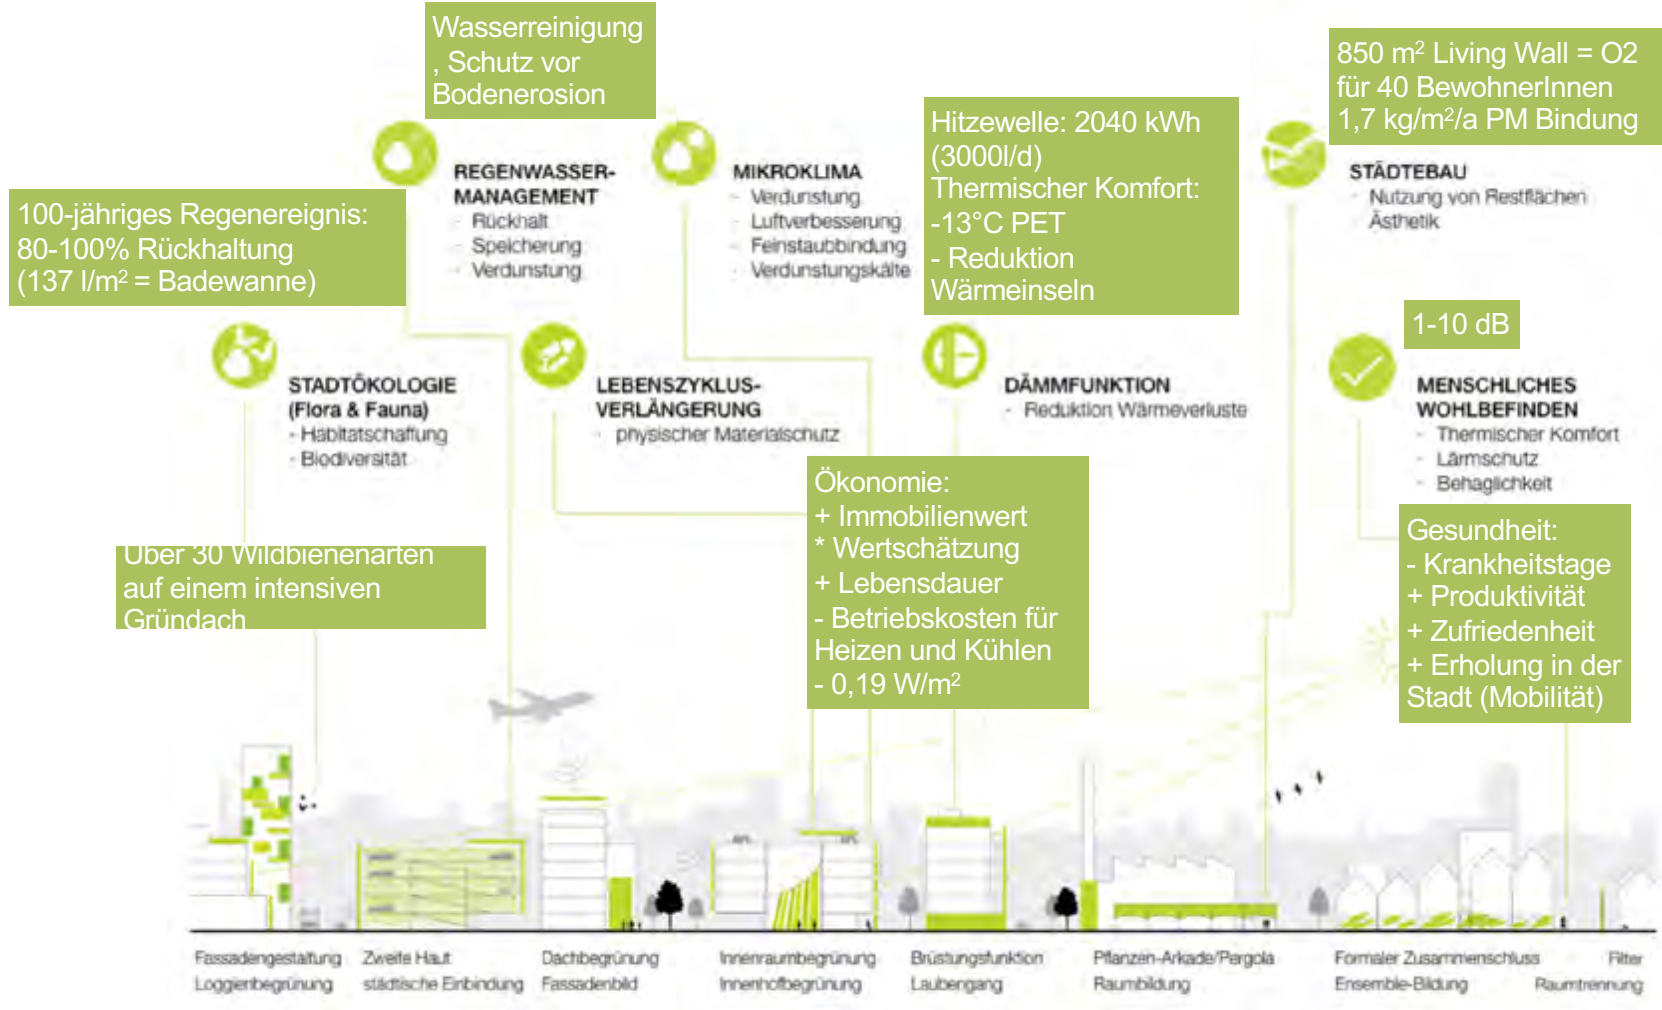 Wasserreinigung
, Schutz vor
Bodenerosion
850 m² Living Wall = O2
für 40 BewohnerInnen
1,7 kg/m²/a PM Bindung
Hitzewelle: 2040 kWh
(3000l/d)
Thermischer Komfort:
-13°C PET
- Reduktion
Wärmeinseln
100-jähriges Regenereignis:
80-100% Rückhaltung
(137 l/m² = Badewanne)
REGENWASSER-
MANAGEMENT
- Rückhalt
- Speicherung
- Verdunstung
MIKROKLIMA
- Verdunstung
- Luftverbesserung
- Feinstaubbindung
- Verdunstungskälte
STÄDTEBAU
- Nutzung von Restflächen
- Ästhetik
1-10 dB
STADTÖKOLOGIE
(Flora & Fauna)
- Habitatschaffung
- Biodiversität
LEBENSZYKLUS-
VERLÄNGERUNG
- physischer Materialschutz
DÄMMFUNKTION
- Reduktion Wärmeverluste
MENSCHLICHES
WOHLBEFINDEN
- Thermischer Komfort
- Lärmschutz
- Behaglichkeit
Über 30 Wildbienenarten
auf einem intensiven
Gründach
Ökonomie:
+ Immobilienwert
* Wertschätzung
+ Lebensdauer
- Betriebskosten für
Heizen und Kühlen
- 0,19 W/m²
Gesundheit:
- Krankheitstage
+ Produktivität
+ Zufriedenheit
+ Erholung in der
Stadt (Mobilität)
Fassadengestaltung
Loggienbegrünung
Zweite Haut
städtische Einbindung
Dachbegrünung
Fassadenbild
Innenraumbegrünung
Innenhofbegrünung
Brüstungsfunktion
Laubengang
Pflanzen-Arkade/Pergola
Raumbildung
Formaler Zusammenschluss
Ensemble-Bildung
Filter
Raumtrennung